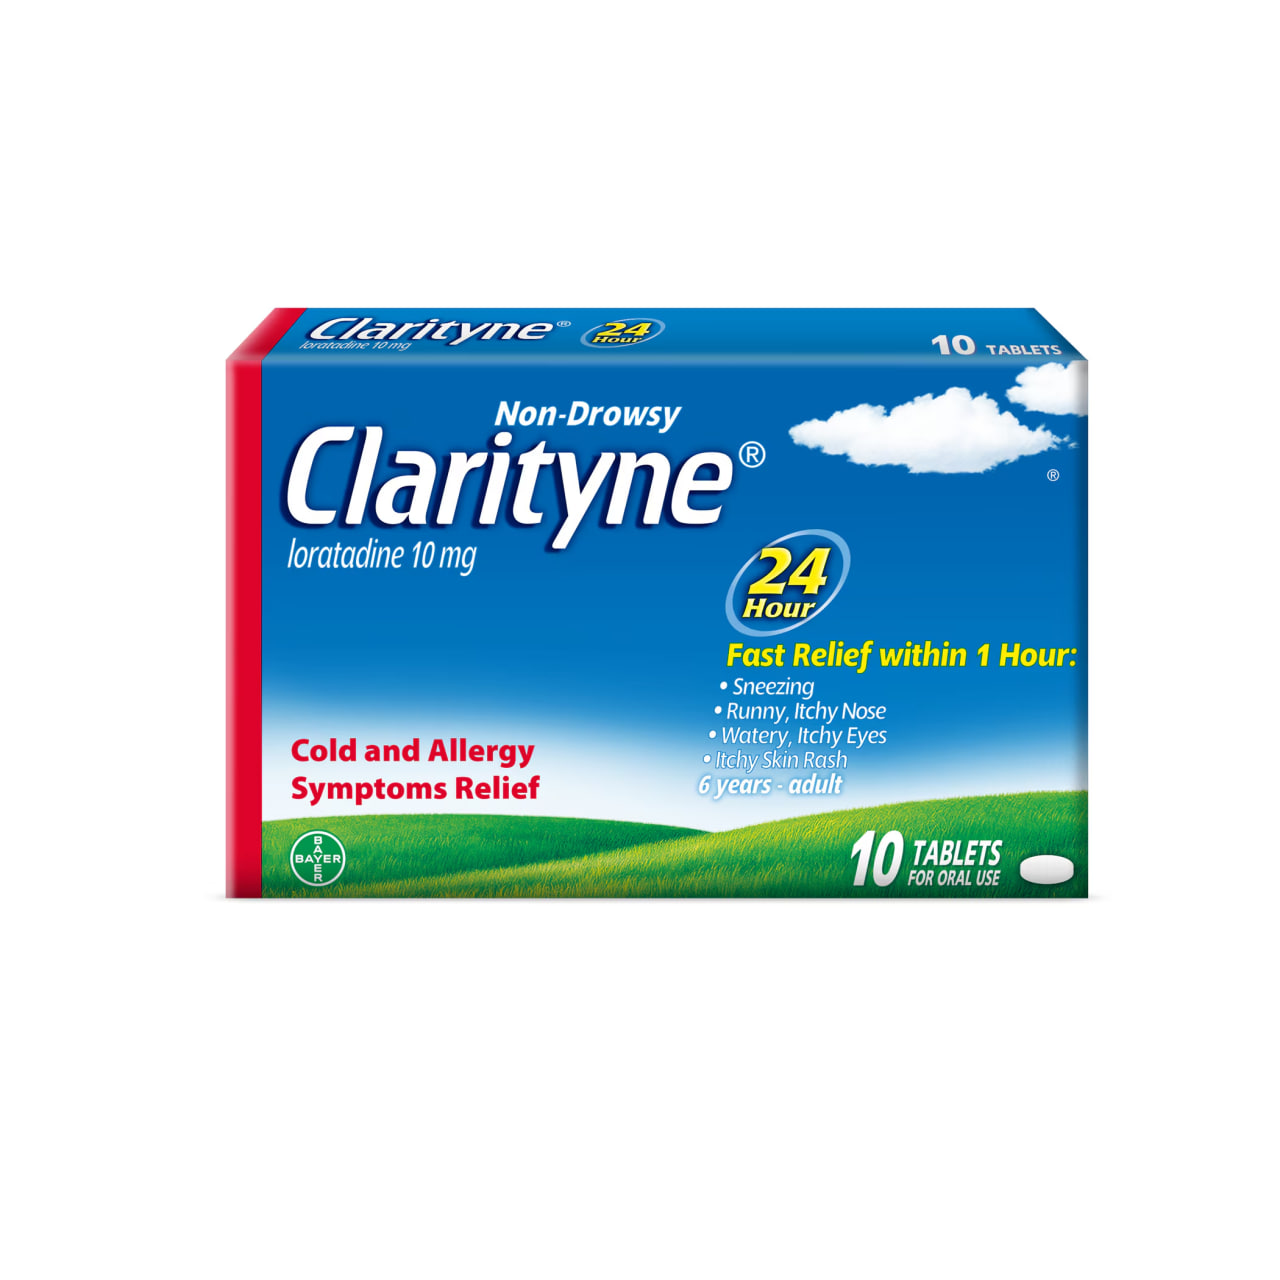 Clarityne®
24
Hour
10 TABLETS
loratadine 10 mg
Non-Drowsy
Clarityne®
loratadine 10 mg
®
24
Hour
Fast Relief within 1 Hour:
• Sneezing
• Runny, Itchy Nose
• Watery, Itchy Eyes
• Itchy Skin Rash
6 years - adult
Cold and Allergy
Symptoms Relief
BAYER
BAYER
10 TABLETS
FOR ORAL USE